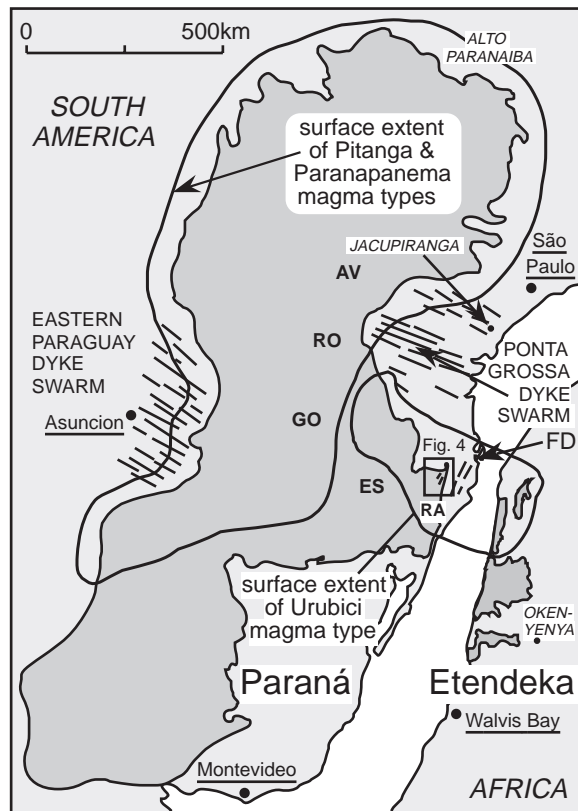 0 500km
ALTO
PARANAIBA
SOUTH
AMERICA
surface extent
of Pitanga &
Paranapanema
magma types
JACUPIRANGA
São
Paulo
AV
EASTERN
PARAGUAY
DYKE
SWARM
RO
PONTA
GROSSA
DYKE
SWARM
Asuncion
GO
Fig. 4
FD
ES
RA
surface extent
of Urubici
magma type
OKEN-
YENYA
Paraná
Etendeka
Walvis Bay
Montevideo
AFRICA